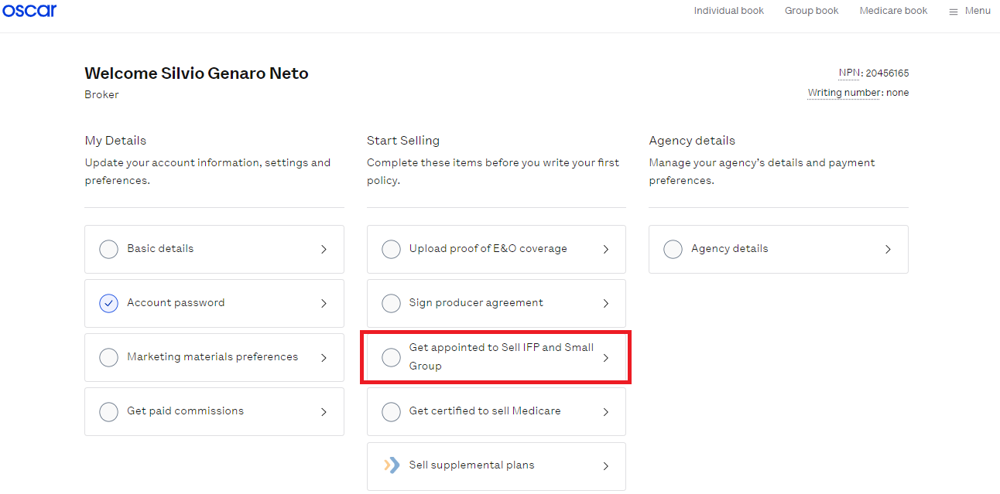 oscar
Individual book
Group book
Medicare book
Menu
Welcome Silvio Genaro Neto
Broker
NPN: 20456165
Writing number: none
My Details
Update your account information, settings and
preferences.
Basic details
Account password
Marketing materials preferences
Get paid commissions
Start Selling
Complete these items before you write your first
policy.
Upload proof of E&O coverage
Sign producer agreement
Get appointed to Sell IFP and Small
Group
Get certified to sell Medicare
Sell supplemental plans
Agency details
Manage your agency's details and payment
preferences.
Agency details